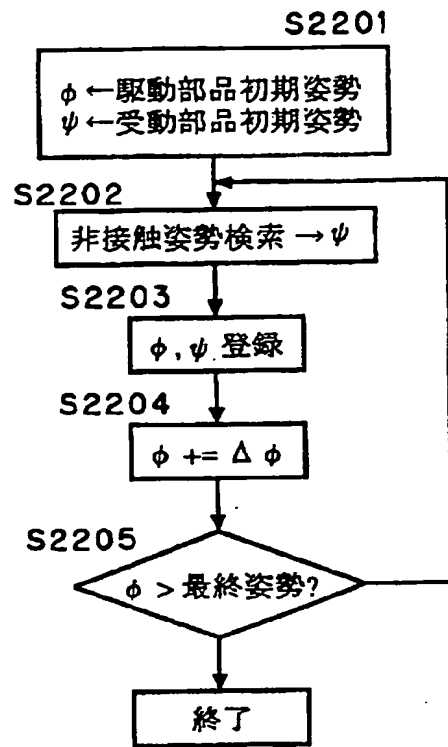 S2201
φ←駆動部品初期姿勢
ψ←受動部品初期姿勢
S2202
非接触姿勢検索→ψ
S2203
φ,ψ 登録
S2204
φ += Δ φ
S2205
φ > 最終姿勢?
終了